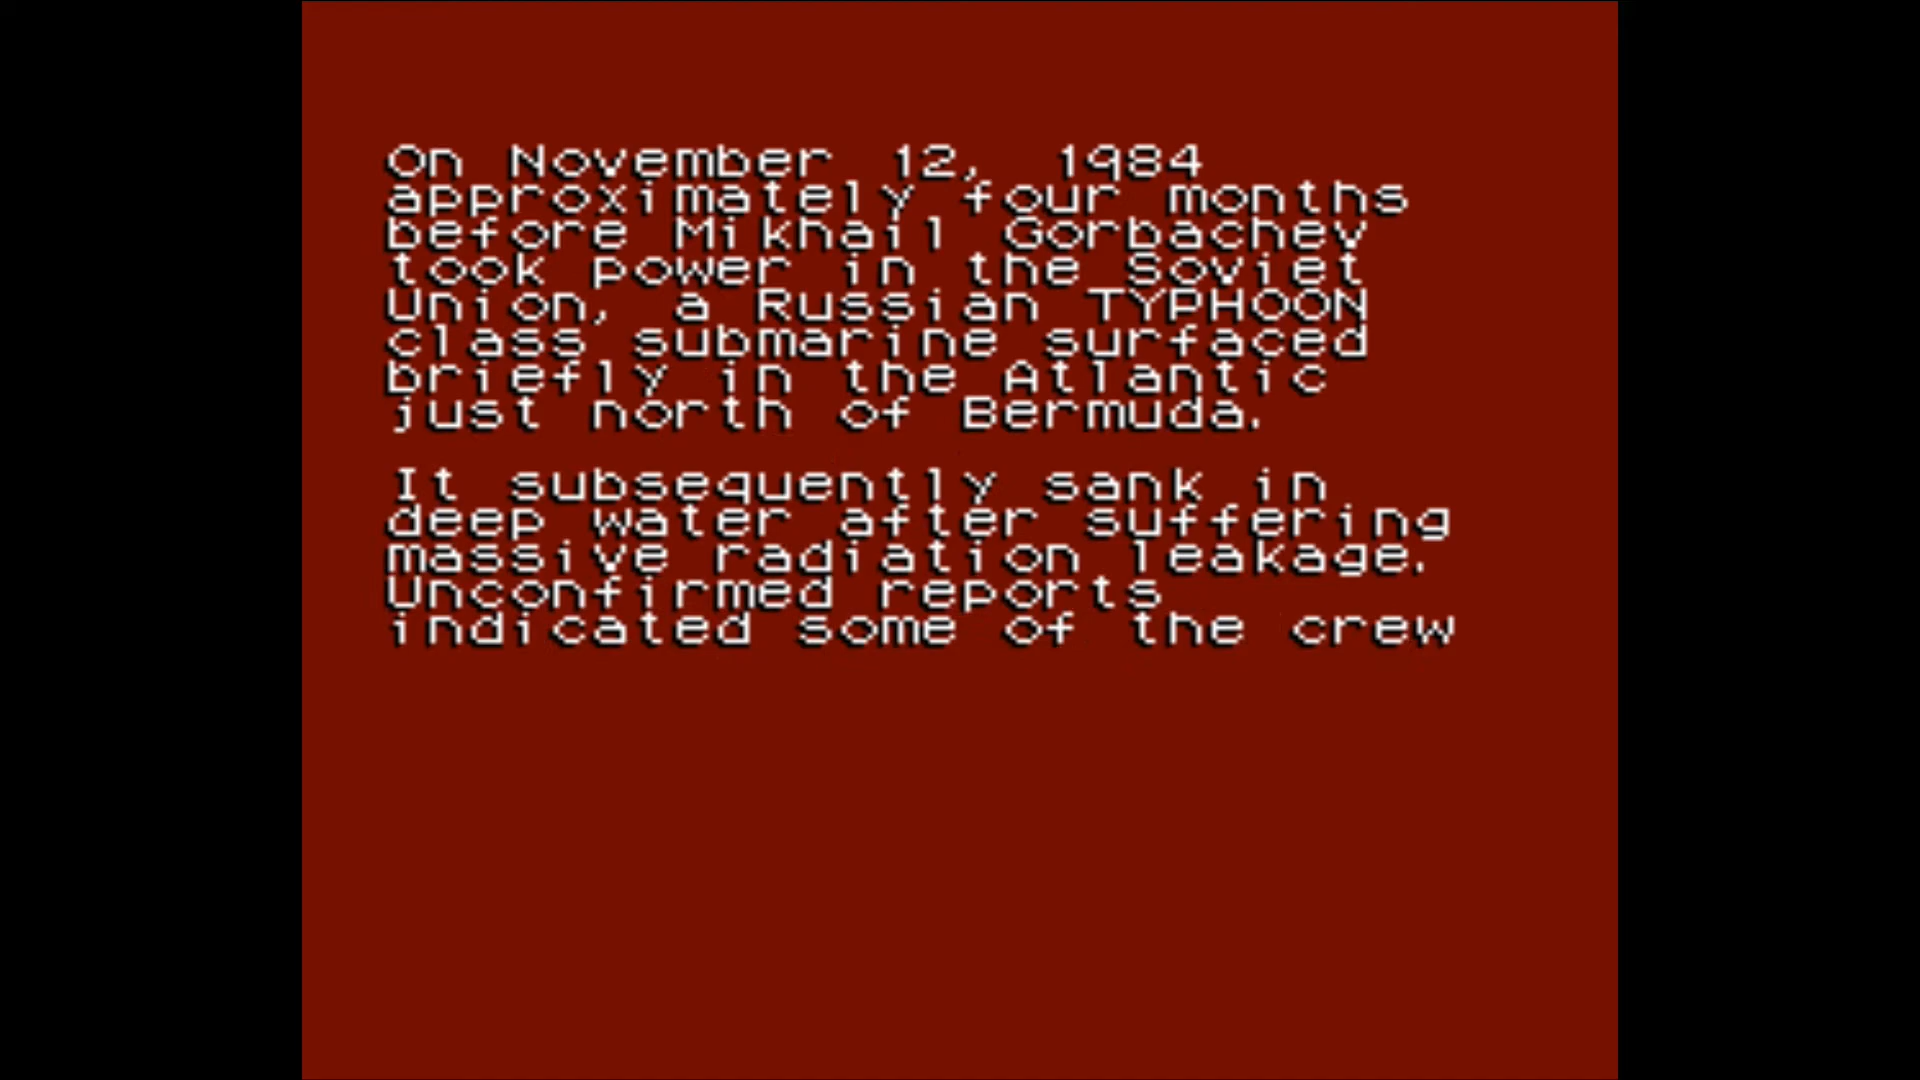 On November 12, 1984
approximately four months
before Mikhail Gorbachev
took power in the Soviet
Union, a Russian TYPHOON
class submarine surfaced
briefly in the Atlantic
just north of Bermuda.
It subsequently sank in
deep water after suffering
massive radiation leakage.
Unconfirmed reports
indicated some of the crew